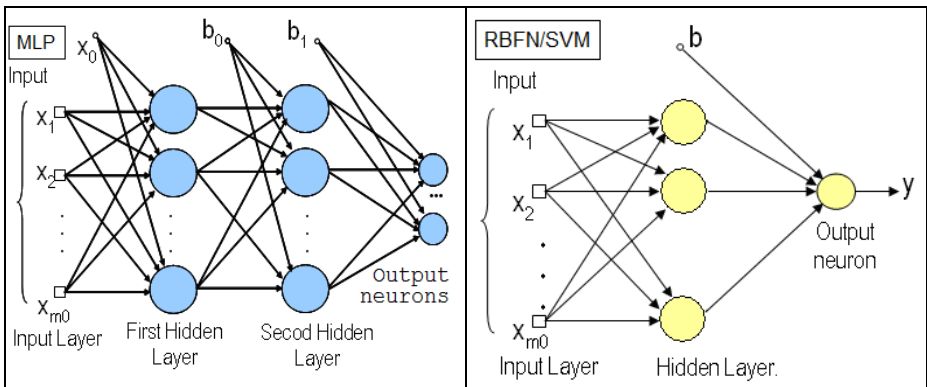 MLP
x0
b0
b1
Input
x1
x2
xm0
Input Layer
First Hidden
Layer
Secod Hidden
Layer
Output
neurons
...
RBFN/SVM
b
Input
x1
x2
xm0
Input Layer
Hidden Layer.
Output
neuron
y